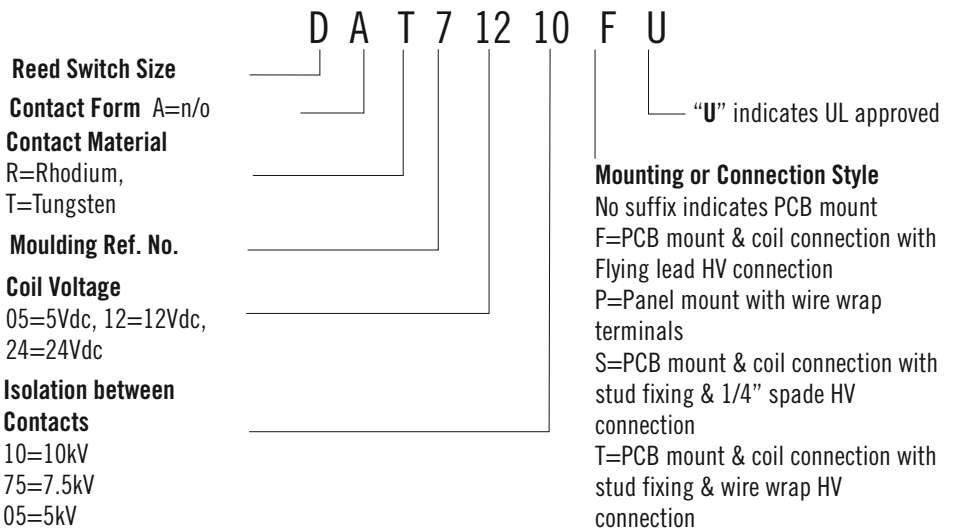 D A T 7 12 10 F U
Reed Switch Size
Contact Form A=n/o
Contact Material
R=Rhodium,
T=Tungsten
Moulding Ref. No.
Coil Voltage
05=5Vdc, 12=12Vdc,
24=24Vdc
Isolation between
Contacts
10=10kV
75=7.5kV
05=5kV
“U” indicates UL approved
Mounting or Connection Style
No suffix indicates PCB mount
F=PCB mount & coil connection with
Flying lead HV connection
P=Panel mount with wire wrap
terminals
S=PCB mount & coil connection with
stud fixing & 1/4” spade HV
connection
T=PCB mount & coil connection with
stud fixing & wire wrap HV
connection